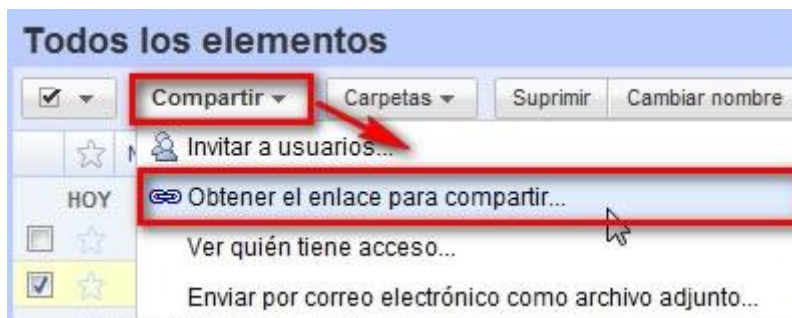 Todos los elementos
Compartir Carpetas Suprimir Cambiar nombre
Invitar a usuarios...
HOY Obtener el enlace para compartir...
Ver quién tiene acceso...
Enviar por correo electrónico como archivo adjunto...